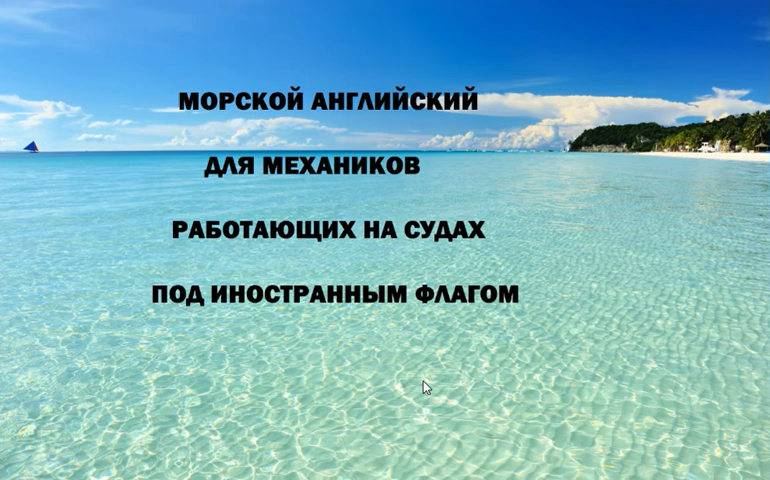 МОРСКОЙ АНГЛИЙСКИЙ
ДЛЯ МЕХАНИКОВ
РАБОТАЮЩИХ НА СУДАХ
ПОД ИНОСТРАННЫМ ФЛАГОМ